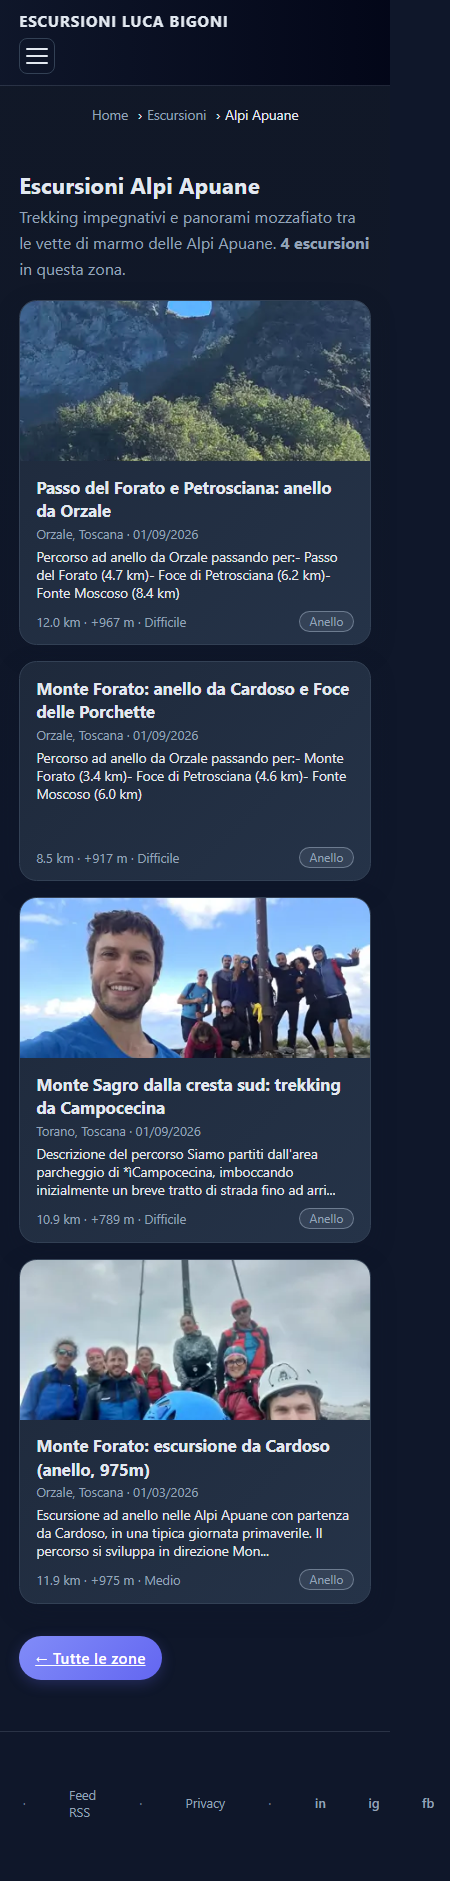 ESCURSIONI LUCA BIGONI
Home › Escursioni › Alpi Apuane
Escursioni Alpi Apuane
Trekking impegnativi e panorami mozzafiato tra
le vette di marmo delle Alpi Apuane. 4 escursioni
in questa zona.
Passo del Forato e Petrosciana: anello
da Orzale
Orzale, Toscana · 01/09/2026
Percorso ad anello da Orzale passando per:- Passo
del Forato (4.7 km)- Foce di Petrosciana (6.2 km)-
Fonte Moscoso (8.4 km)
12.0 km · +967 m · Difficile Anello
Monte Forato: anello da Cardoso e Foce
delle Porchette
Orzale, Toscana · 01/09/2026
Percorso ad anello da Orzale passando per:- Monte
Forato (3.4 km)- Foce di Petrosciana (4.6 km)- Fonte
Moscoso (6.0 km)
8.5 km · +917 m · Difficile Anello
Monte Sagro dalla cresta sud: trekking
da Campocecina
Torano, Toscana · 01/09/2026
Descrizione del percorso Siamo partiti dall'area
parcheggio di *ìCampocecina, imboccando
inizialmente un breve tratto di strada fino ad arri...
10.9 km · +789 m · Difficile Anello
Monte Forato: escursione da Cardoso
(anello, 975m)
Orzale, Toscana · 01/03/2026
Escursione ad anello nelle Alpi Apuane con partenza
da Cardoso, in una tipica giornata primaverile. Il
percorso si sviluppa in direzione Mon...
11.9 km · +975 m · Medio Anello
← Tutte le zone
· Feed
RSS · Privacy · in ig fb